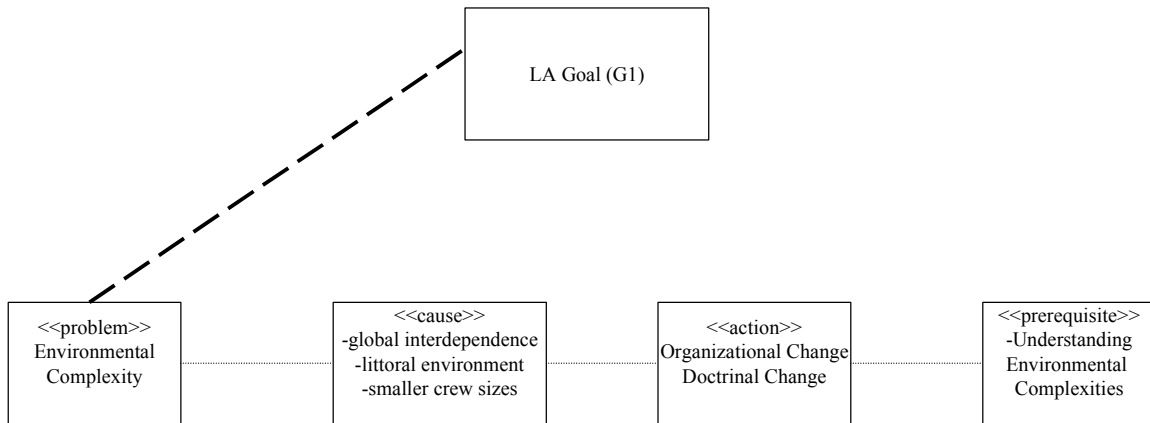 LA Goal (G1)
<<problem>>
Environmental
Complexity
<<cause>>
-global interdependence
-littoral environment
-smaller crew sizes
<<action>>
Organizational Change
Doctrinal Change
<<prerequisite>>
-Understanding
Environmental
Complexities